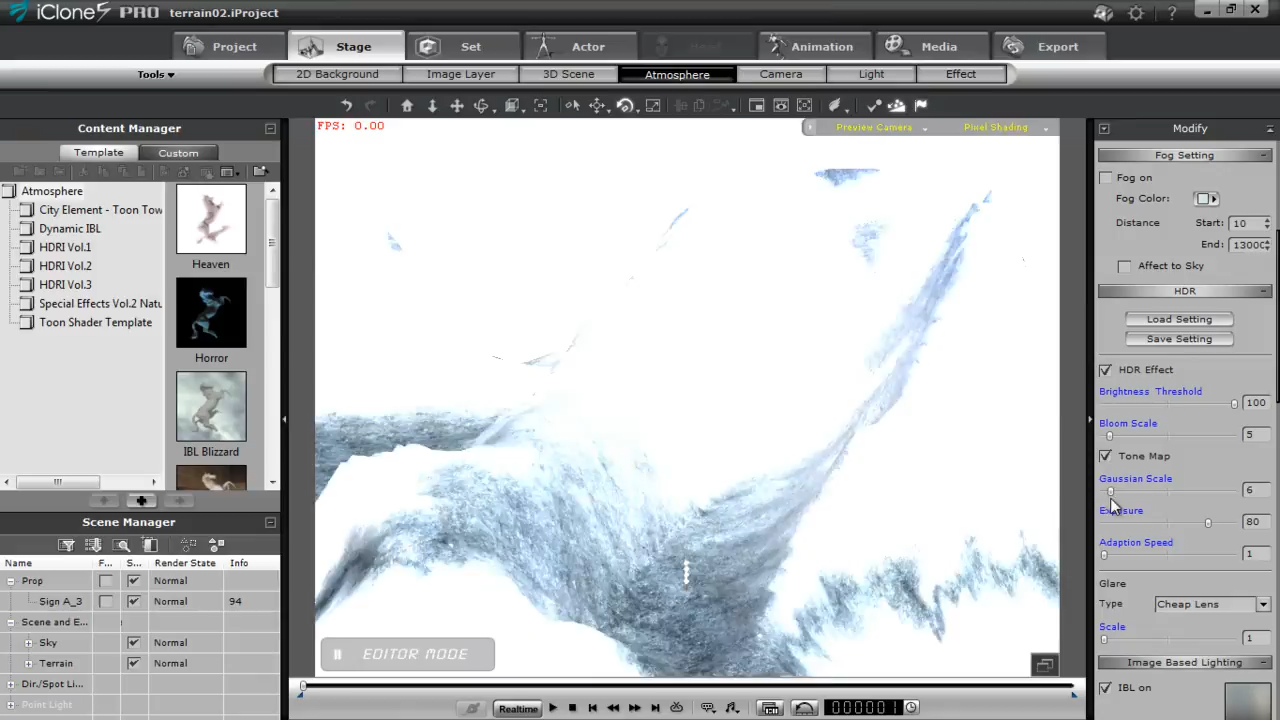 iClone5 PRO terrain02.iProject
Project Stage Set Actor Head Animation Media Export
Tools 2D Background Image Layer 3D Scene Atmosphere Camera Light Effect
Content Manager
Template Custom
Atmosphere
City Element - Toon Tow
Dynamic IBL
HDRI Vol.1
HDRI Vol.2
HDRI Vol.3
Special Effects Vol.2 Natu
Toon Shader Template
Heaven
Horror
IBL Blizzard
Scene Manager
Name F... S... Render State Info
Prop Normal
Sign A_3 Normal 94
Scene and E...
Sky Normal
Terrain Normal
Dir./Spot Li...
Point Light
FPS: 0.00
Preview Camera Pixel Shading
EDITOR MODE
Realtime 0000001
Modify
Fog Setting
Fog on
Fog Color:
Distance Start: 10
End: 1300
Affect to Sky
HDR
Load Setting
Save Setting
HDR Effect
Brightness Threshold
100
Bloom Scale
5
Tone Map
Gaussian Scale
6
Exposure
80
Adaption Speed
1
Glare
Type Cheap Lens
Scale
1
Image Based Lighting
IBL on